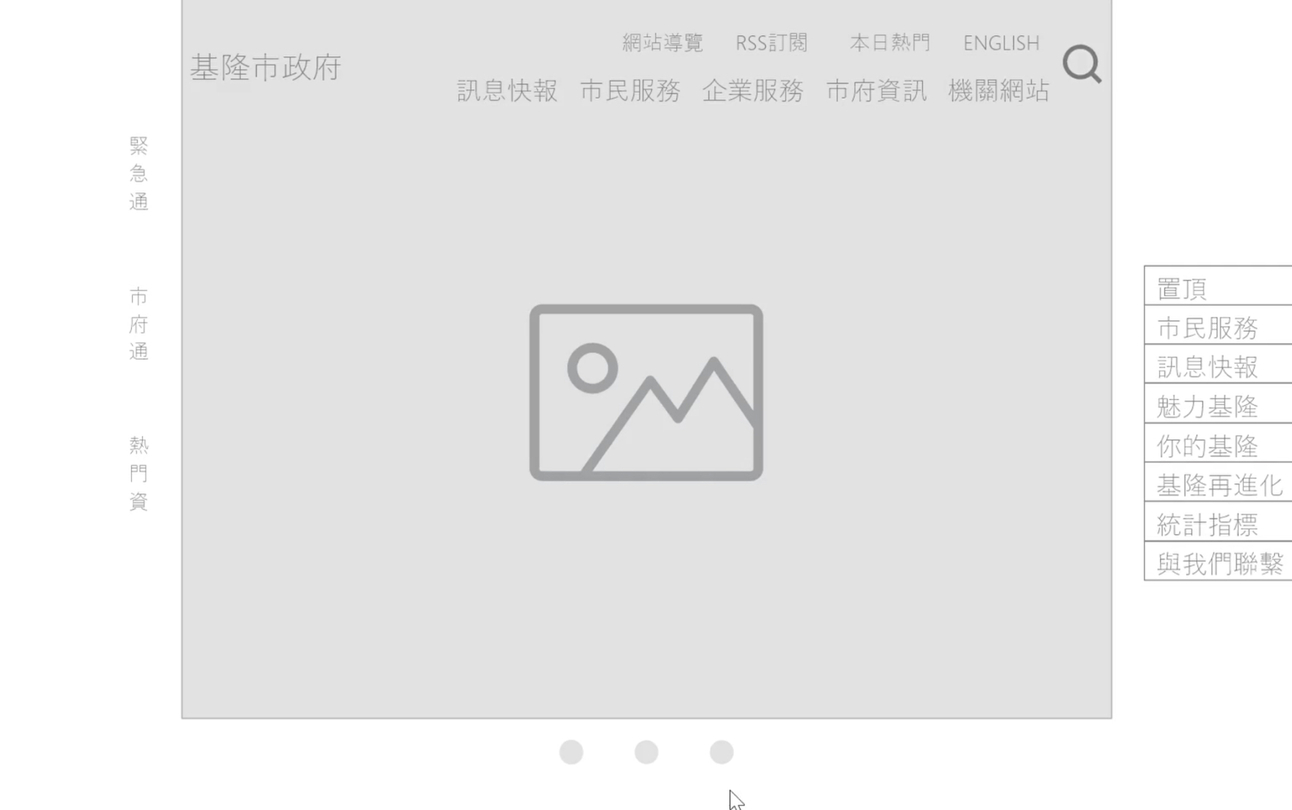 網站導覽 RSS訂閱 本日熱門 ENGLISH
基隆市政府
訊息快報 市民服務 企業服務 市府資訊 機關網站
緊急通
市府通
熱門資
置頂
市民服務
訊息快報
魅力基隆
你的基隆
基隆再進化
統計指標
與我們聯繫